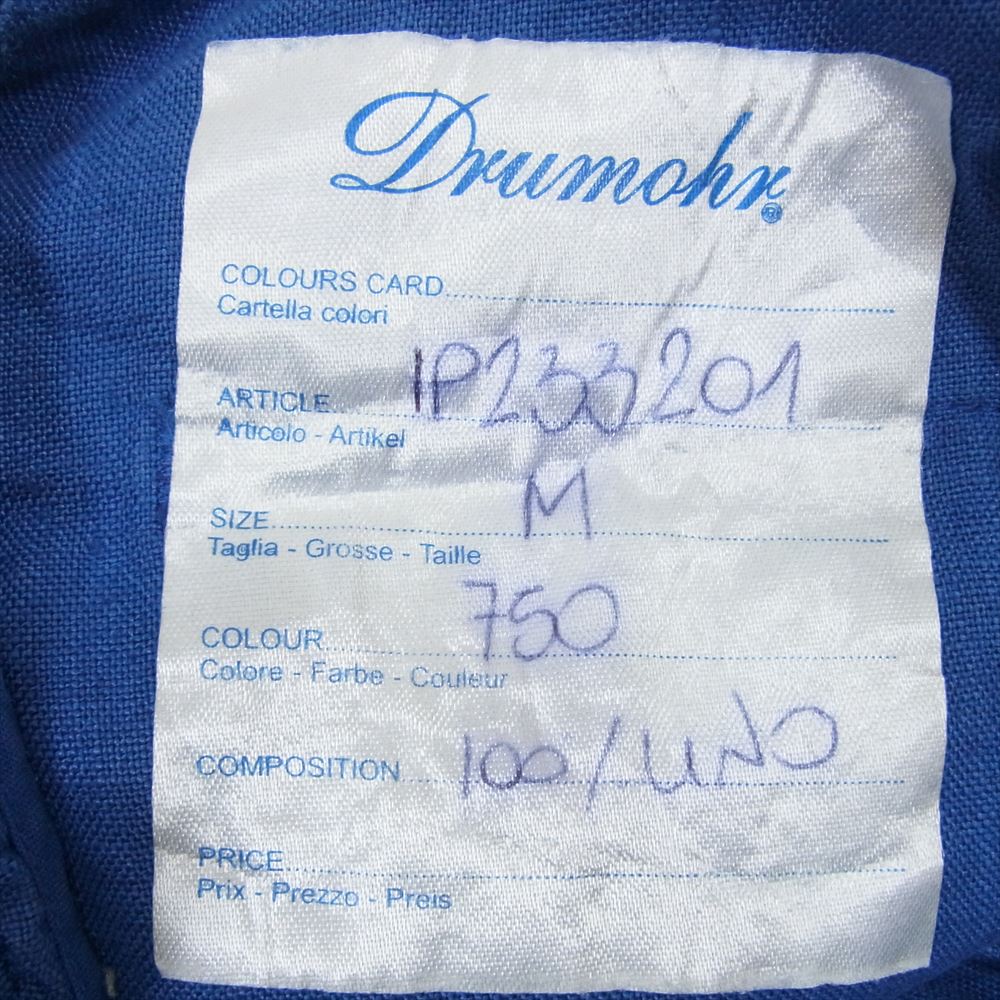 Drumohr®
COLOURS CARD
Cartella colori
ARTICLE IP233201
Articolo - Artikel
SIZE M
Taglia - Grosse - Taille
COLOUR 750
Colore - Farbe - Couleur
COMPOSITION 100/LINO
PRICE
Prix - Prezzo - Preis